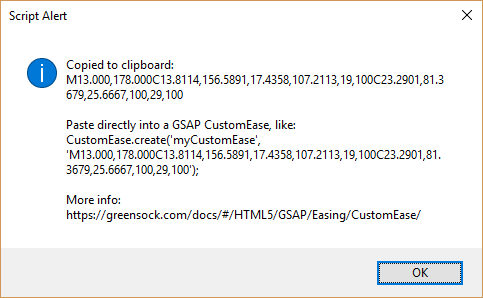 Script Alert
Copied to clipboard:
M13.000,178.000C13.8114,156.5891,17.4358,107.2113,19,100C23.2901,81.3
679,25.6667,100,29,100
Paste directly into a GSAP CustomEase, like:
CustomEase.create('myCustomEase',
'M13.000,178.000C13.8114,156.5891,17.4358,107.2113,19,100C23.2901,81.
3679,25.6667,100,29,100');
More info:
https://greensock.com/docs/#/HTML5/GSAP/Easing/CustomEase/
OK